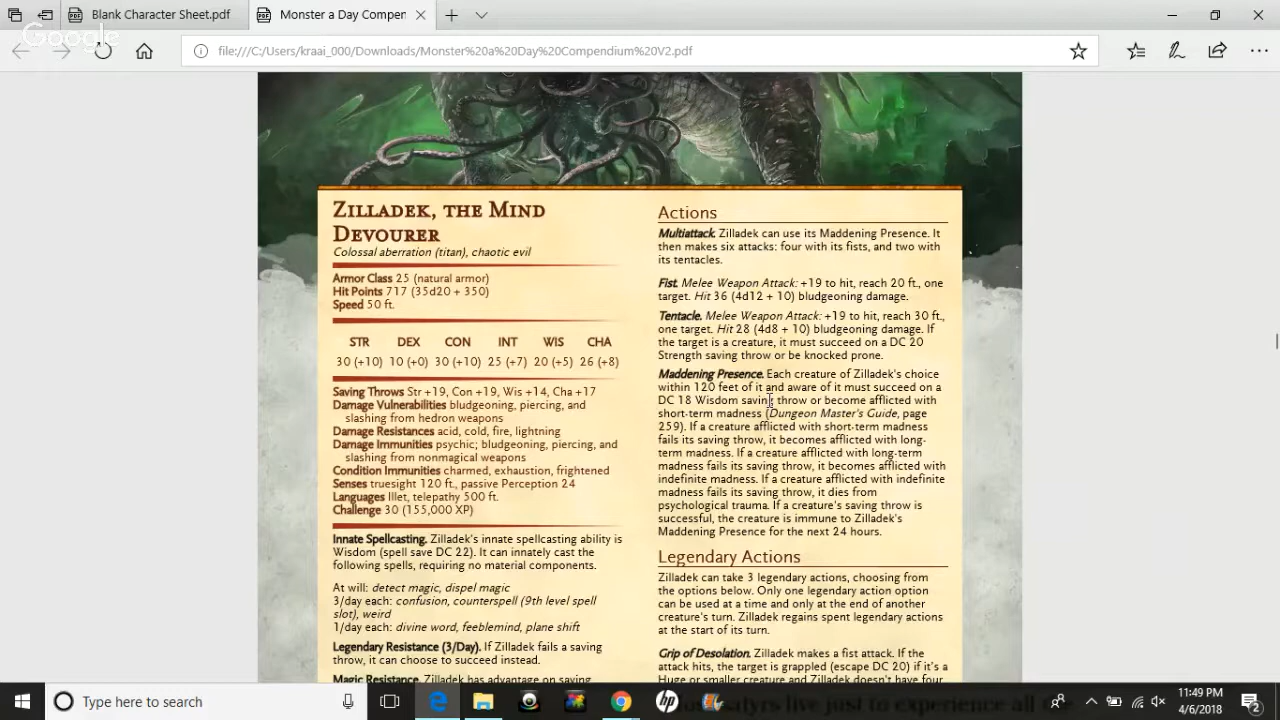 Blank Character Sheet.pdf
Monster a Day Compen
Google
file:///C:/Users/kraai_000/Downloads/Monster%20a%20Day%20Compendium%20V2.pdf
Zilladek, the Mind
Devourer
Colossal aberration (titan), chaotic evil
Armor Class 25 (natural armor)
Hit Points 717 (35d20 + 350)
Speed 50 ft.
STR DEX CON INT WIS CHA
30 (+10) 10 (+0) 30 (+10) 25 (+7) 20 (+5) 26 (+8)
Saving Throws Str +19, Con +19, Wis +14, Cha +17
Damage Vulnerabilities bludgeoning, piercing, and
slashing from hedron weapons
Damage Resistances acid, cold, fire, lightning
Damage Immunities psychic; bludgeoning, piercing, and
slashing from nonmagical weapons
Condition Immunities charmed, exhaustion, frightened
Senses truesight 120 ft., passive Perception 24
Languages Illet, telepathy 500 ft.
Challenge 30 (155,000 XP)
Innate Spellcasting. Zilladek's innate spellcasting ability is
Wisdom (spell save DC 22). It can innately cast the
following spells, requiring no material components.
At will: detect magic, dispel magic
3/day each: confusion, counterspell (9th level spell
slot), weird
1/day each: divine word, feeblemind, plane shift
Legendary Resistance (3/Day). If Zilladek fails a saving
throw, it can choose to succeed instead.
Magic Resistance. Zilladek has advantage on saving
Actions
Multiattack. Zilladek can use its Maddening Presence. It
then makes six attacks: four with its fists, and two with
its tentacles.
Fist. Melee Weapon Attack: +19 to hit, reach 20 ft., one
target. Hit 36 (4d12 + 10) bludgeoning damage.
Tentacle. Melee Weapon Attack: +19 to hit, reach 30 ft.,
one target. Hit 28 (4d8 + 10) bludgeoning damage. If
the target is a creature, it must succeed on a DC 20
Strength saving throw or be knocked prone.
Maddening Presence. Each creature of Zilladek's choice
within 120 feet of it and aware of it must succeed on a
DC 18 Wisdom saving throw or become afflicted with
short-term madness (Dungeon Master's Guide, page
259). If a creature afflicted with short-term madness
fails its saving throw, it becomes afflicted with long-
term madness. If a creature afflicted with long-term
madness fails its saving throw, it becomes afflicted with
indefinite madness. If a creature afflicted with indefinite
madness fails its saving throw, it dies from
psychological trauma. If a creature's saving throw is
successful, the creature is immune to Zilladek's
Maddening Presence for the next 24 hours.
Legendary Actions
Zilladek can take 3 legendary actions, choosing from
the options below. Only one legendary action option
can be used at a time and only at the end of another
creature's turn. Zilladek regains spent legendary actions
at the start of its turn.
Grip of Desolation. Zilladek makes a fist attack. If the
attack hits, the target is grappled (escape DC 20) if it's a
Huge or smaller creature and Zilladek doesn't have four
Type here to search
hp
11:49 PM
4/6/2018
2